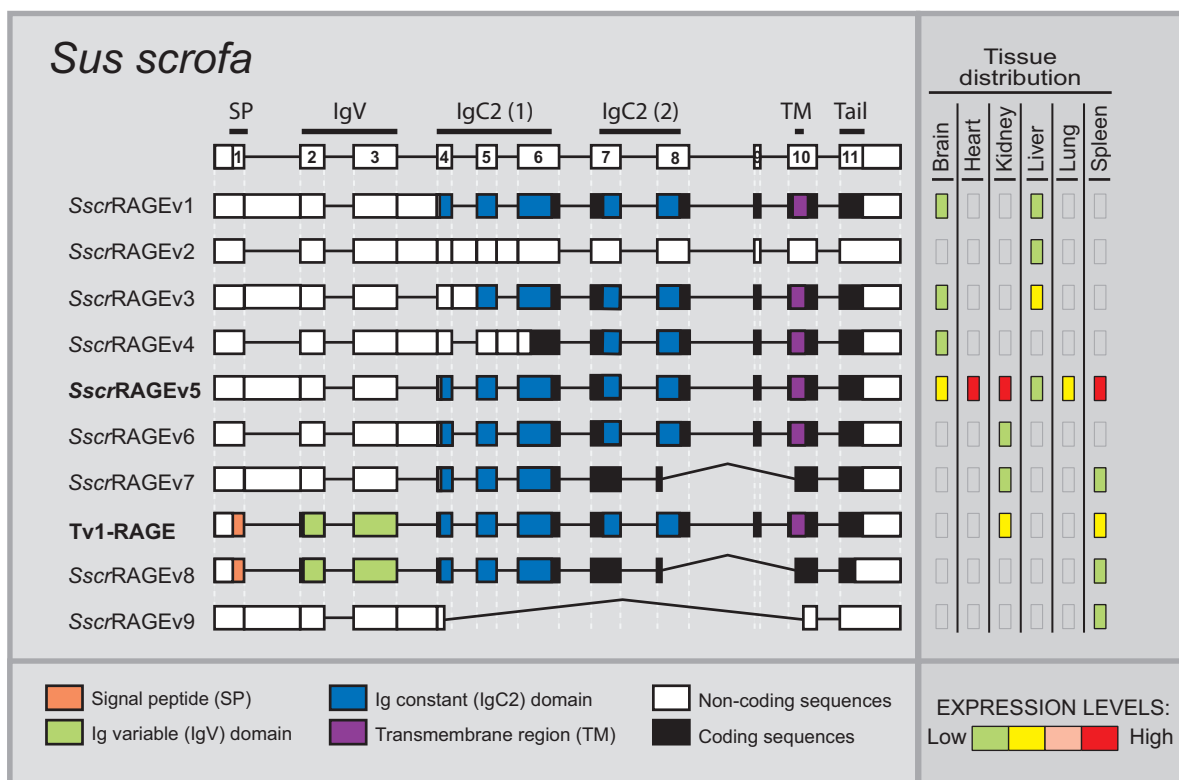 Sus scrofa
Tissue
distribution
SP
IgV
IgC2 (1)
IgC2 (2)
TM
Tail
Brain
Heart
Kidney
Liver
Lung
Spleen
1
2
3
4
5
6
7
8
9
10
11
SscrRAGEv1
SscrRAGEv2
SscrRAGEv3
SscrRAGEv4
SscrRAGEv5
SscrRAGEv6
SscrRAGEv7
Tv1-RAGE
SscrRAGEv8
SscrRAGEv9
Signal peptide (SP)
Ig constant (IgC2) domain
Non-coding sequences
Ig variable (IgV) domain
Transmembrane region (TM)
Coding sequences
EXPRESSION LEVELS:
Low
High